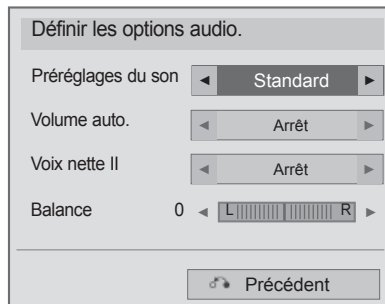 Définir les options audio.
Préréglages du son ◄ Standard ►
Volume auto. ◄ Arrêt ►
Voix nette II ◄ Arrêt ►
Balance 0 ◄ L R ►
Précédent